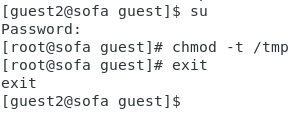 [guest2@sofa guest]$ su
Password:
[root@sofa guest]# chmod -t /tmp
[root@sofa guest]# exit
exit
[guest2@sofa guest]$